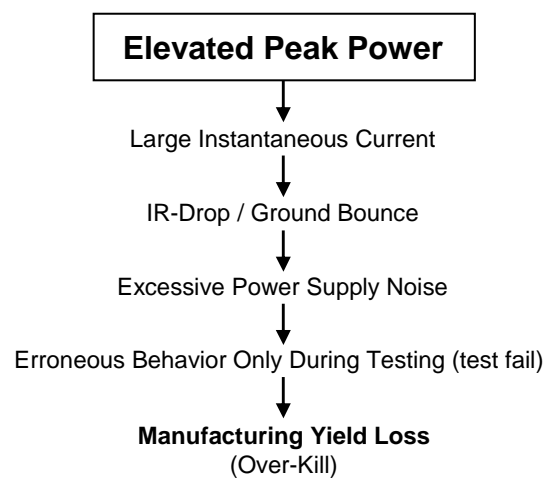 Elevated Peak Power
Large Instantaneous Current
IR-Drop / Ground Bounce
Excessive Power Supply Noise
Erroneous Behavior Only During Testing (test fail)
Manufacturing Yield Loss
(Over-Kill)